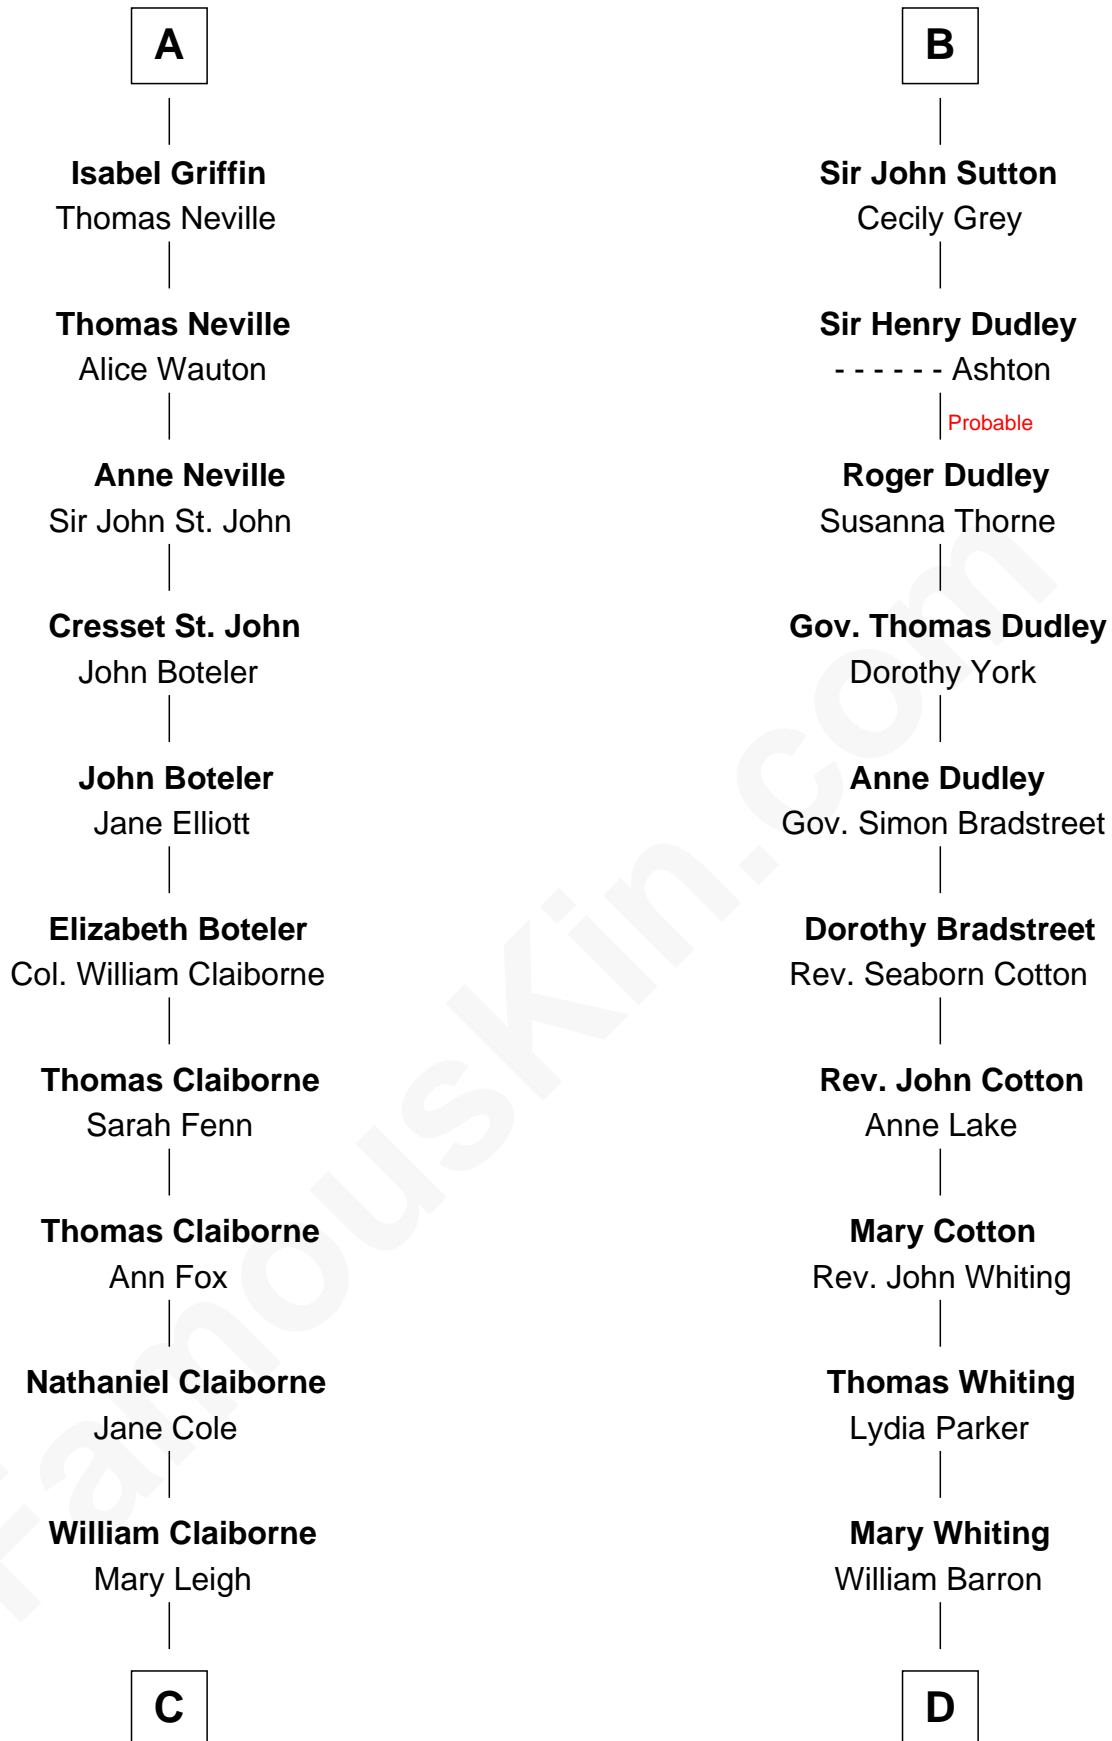 A
Isabel Griffin
Thomas Neville
Thomas Neville
Alice Wauton
Anne Neville
Sir John St. John
Cresset St. John
John Boteler
John Boteler
Jane Elliott
Elizabeth Boteler
Col. William Claiborne
Thomas Claiborne
Sarah Fenn
Thomas Claiborne
Ann Fox
Nathaniel Claiborne
Jane Cole
William Claiborne
Mary Leigh
C
B
Sir John Sutton
Cecily Grey
Sir Henry Dudley
- - - - - - Ashton
Probable
Roger Dudley
Susanna Thorne
Gov. Thomas Dudley
Dorothy York
Anne Dudley
Gov. Simon Bradstreet
Dorothy Bradstreet
Rev. Seaborn Cotton
Rev. John Cotton
Anne Lake
Mary Cotton
Rev. John Whiting
Thomas Whiting
Lydia Parker
Mary Whiting
William Barron
D
FamousKin.com